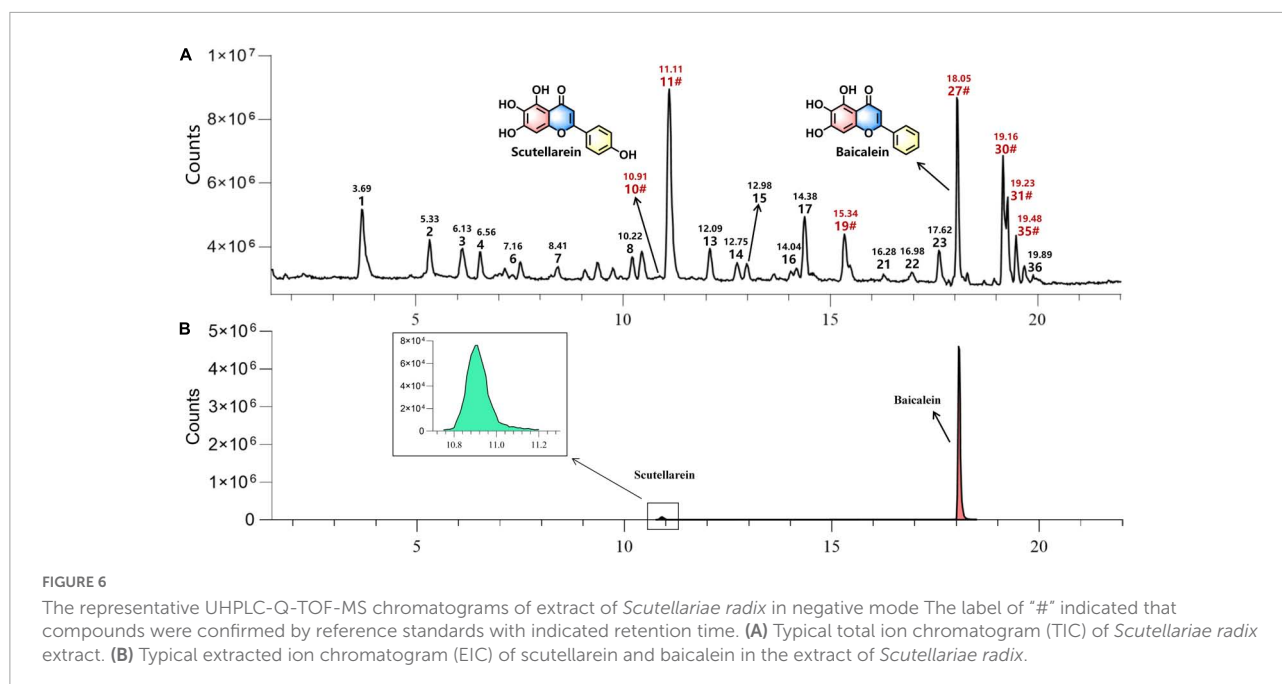 A
1×10⁷
8×10⁶
6×10⁶
4×10⁶
Counts
OH
O
HO
HO
O
OH
Scutellarein
OH
O
HO
HO
O
Baicalein
3.69
1
5.33
2
6.13
3
6.56
4
7.16
6
8.41
7
10.22
8
10.91
10#
11.11
11#
12.09
13
12.75
14
12.98
15
14.04
16
14.38
17
15.34
19#
16.28
21
16.98
22
17.62
23
18.05
27#
19.16
30#
19.23
31#
19.48
35#
19.89
36
5 10 15 20
B
5×10⁶
4×10⁶
3×10⁶
2×10⁶
1×10⁶
0
Counts
8×10⁴
6×10⁴
4×10⁴
2×10⁴
0
10.8 11.0 11.2
Scutellarein
Baicalein
5 10 15 20
FIGURE 6
The representative UHPLC-Q-TOF-MS chromatograms of extract of Scutellariae radix in negative mode The label of "#" indicated that
compounds were confirmed by reference standards with indicated retention time. (A) Typical total ion chromatogram (TIC) of Scutellariae radix
extract. (B) Typical extracted ion chromatogram (EIC) of scutellarein and baicalein in the extract of Scutellariae radix.